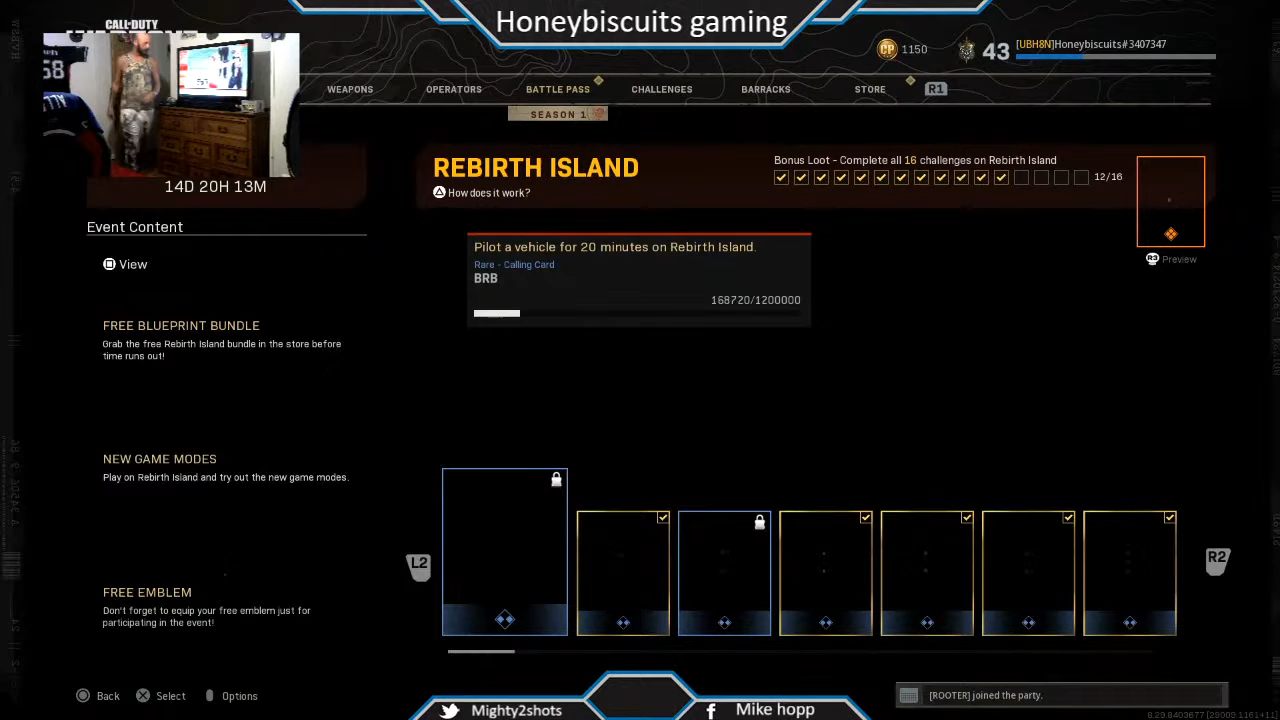 Honeybiscuits gaming
CALL OF DUTY
58
1150
43
[UBH8N]Honeybiscuits#3407347
WEAPONS
OPERATORS
BATTLE PASS
CHALLENGES
BARRACKS
STORE
R1
SEASON 1
14D 20H 13M
REBIRTH ISLAND
How does it work?
Bonus Loot - Complete all 16 challenges on Rebirth Island
12/16
R3 Preview
Event Content
View
Pilot a vehicle for 20 minutes on Rebirth Island.
Rare - Calling Card
BRB
168720/1200000
FREE BLUEPRINT BUNDLE
Grab the free Rebirth Island bundle in the store before
time runs out!
NEW GAME MODES
Play on Rebirth Island and try out the new game modes.
FREE EMBLEM
Don't forget to equip your free emblem just for
participating in the event!
L2
R2
Back
Select
Options
Mighty2shots
Mike hopp
[ROOTER] joined the party.